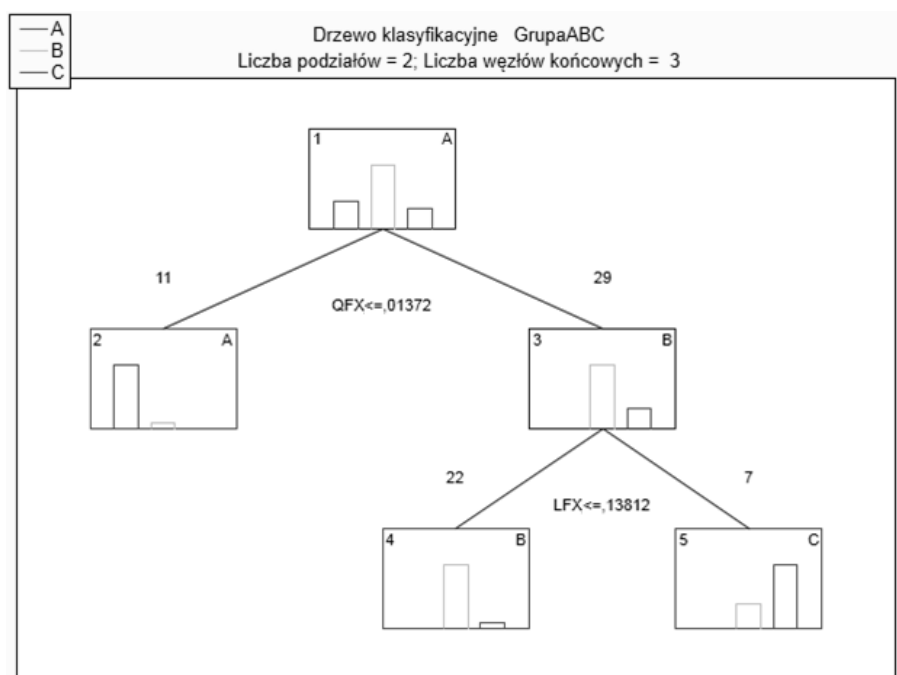 A
B
C
Drzewo klasyfikacyjne GrupaABC
Liczba podziałów = 2; Liczba węzłów końcowych = 3
1 A
11 29
QFX<=,01372
2 A 3 B
22 7
LFX<=,13812
4 B 5 C